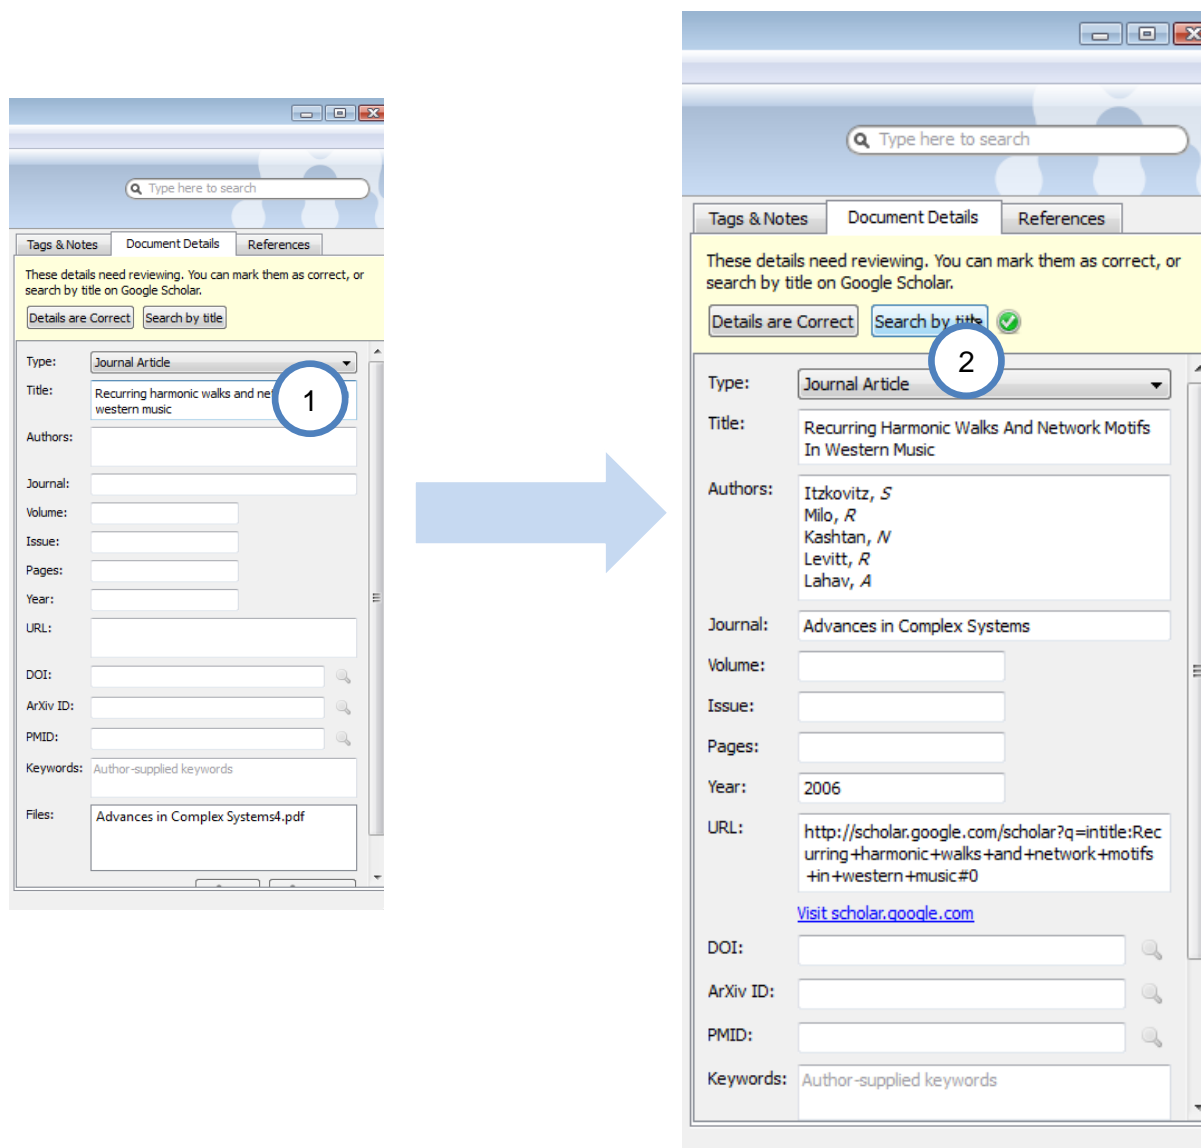 Type here to search
Tags & Notes
Document Details
References
These details need reviewing. You can mark them as correct, or
search by title on Google Scholar.
Details are Correct
Search by title
Type:
Journal Article
Title:
Recurring harmonic walks and
western music
1
Authors:
Journal:
Volume:
Issue:
Pages:
Year:
URL:
DOI:
ArXiv ID:
PMID:
Keywords:
Author-supplied keywords
Files:
Advances in Complex Systems4.pdf
Type here to search
Tags & Notes
Document Details
References
These details need reviewing. You can mark them as correct, or
search by title on Google Scholar.
Details are Correct
Search by title
2
Type:
Journal Article
Title:
Recurring Harmonic Walks And Network Motifs
In Western Music
Authors:
Itzkovitz, S
Milo, R
Kashtan, N
Levitt, R
Lahav, A
Journal:
Advances in Complex Systems
Volume:
Issue:
Pages:
Year:
2006
URL:
http://scholar.google.com/scholar?q=intitle:Rec
urring+harmonic+walks+and+network+motifs
+in+western+music#0
Visit scholar.google.com
DOI:
ArXiv ID:
PMID:
Keywords:
Author-supplied keywords